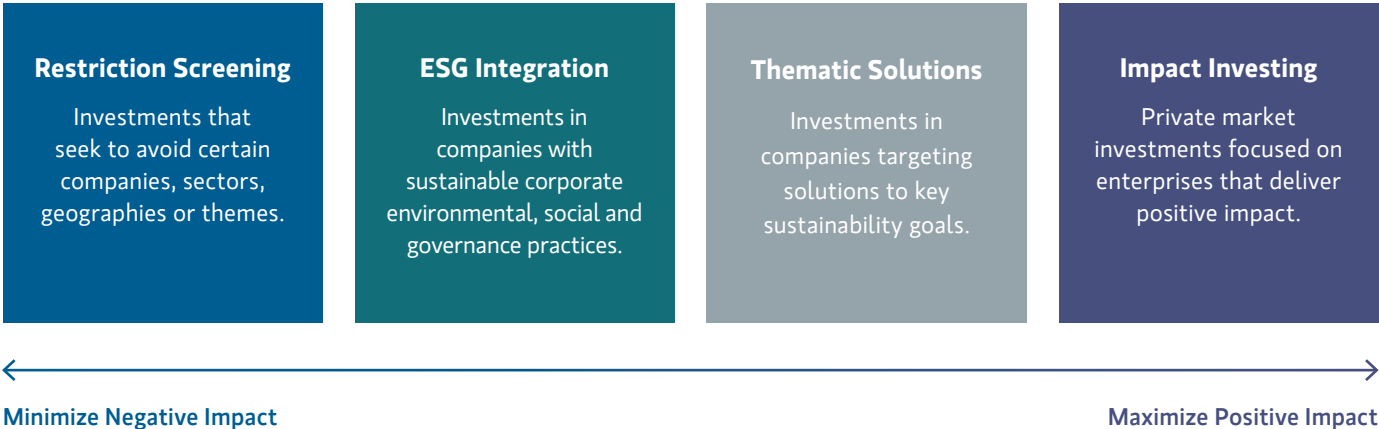 Restriction Screening
Investments that
seek to avoid certain
companies, sectors,
geographies or themes.
ESG Integration
Investments in
companies with
sustainable corporate
environmental, social and
governance practices.
Thematic Solutions
Investments in
companies targeting
solutions to key
sustainability goals.
Impact Investing
Private market
investments focused on
enterprises that deliver
positive impact.
Minimize Negative Impact
Maximize Positive Impact